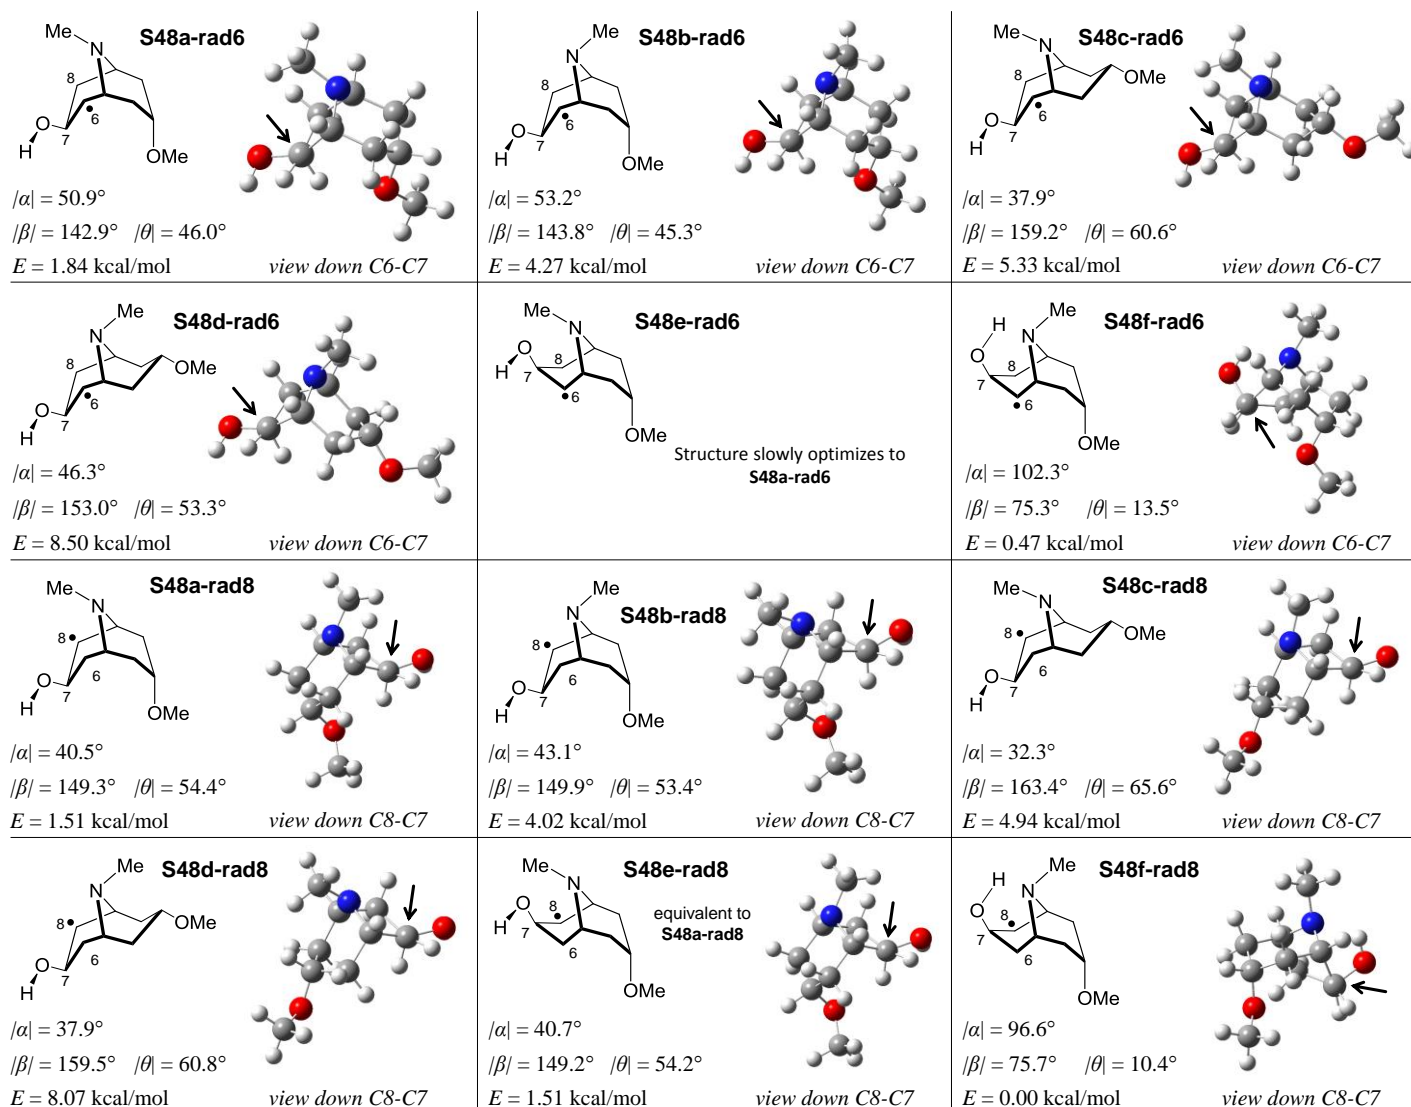 S48a-rad6
Me
N
8
•6
O
7
H
OMe
|α| = 50.9°
|β| = 142.9° |θ| = 46.0°
E = 1.84 kcal/mol
view down C6-C7
S48b-rad6
Me
N
8
•6
O
7
H
OMe
|α| = 53.2°
|β| = 143.8° |θ| = 45.3°
E = 4.27 kcal/mol
view down C6-C7
S48c-rad6
Me
N
8
OMe
•6
O
7
H
|α| = 37.9°
|β| = 159.2° |θ| = 60.6°
E = 5.33 kcal/mol
view down C6-C7
S48d-rad6
Me
N
8
OMe
•6
O
7
H
|α| = 46.3°
|β| = 153.0° |θ| = 53.3°
E = 8.50 kcal/mol
view down C6-C7
S48e-rad6
Me
N
O
8
H
7
•6
OMe
Structure slowly optimizes to
S48a-rad6
S48f-rad6
H
Me
N
O
8
7
•6
OMe
|α| = 102.3°
|β| = 75.3° |θ| = 13.5°
E = 0.47 kcal/mol
view down C6-C7
S48a-rad8
Me
N
8•
O
7
6
H
OMe
|α| = 40.5°
|β| = 149.3° |θ| = 54.4°
E = 1.51 kcal/mol
view down C8-C7
S48b-rad8
Me
N
8•
O
7
6
H
OMe
|α| = 43.1°
|β| = 149.9° |θ| = 53.4°
E = 4.02 kcal/mol
view down C8-C7
S48c-rad8
Me
N
8•
OMe
O
7
6
H
|α| = 32.3°
|β| = 163.4° |θ| = 65.6°
E = 4.94 kcal/mol
view down C8-C7
S48d-rad8
Me
N
8•
OMe
O
7
6
H
|α| = 37.9°
|β| = 159.5° |θ| = 60.8°
E = 8.07 kcal/mol
view down C8-C7
S48e-rad8
equivalent to
S48a-rad8
Me
N
O
8•
H
7
6
OMe
|α| = 40.7°
|β| = 149.2° |θ| = 54.2°
E = 1.51 kcal/mol
view down C8-C7
S48f-rad8
H
Me
N
O
8•
7
6
OMe
|α| = 96.6°
|β| = 75.7° |θ| = 10.4°
E = 0.00 kcal/mol
view down C8-C7